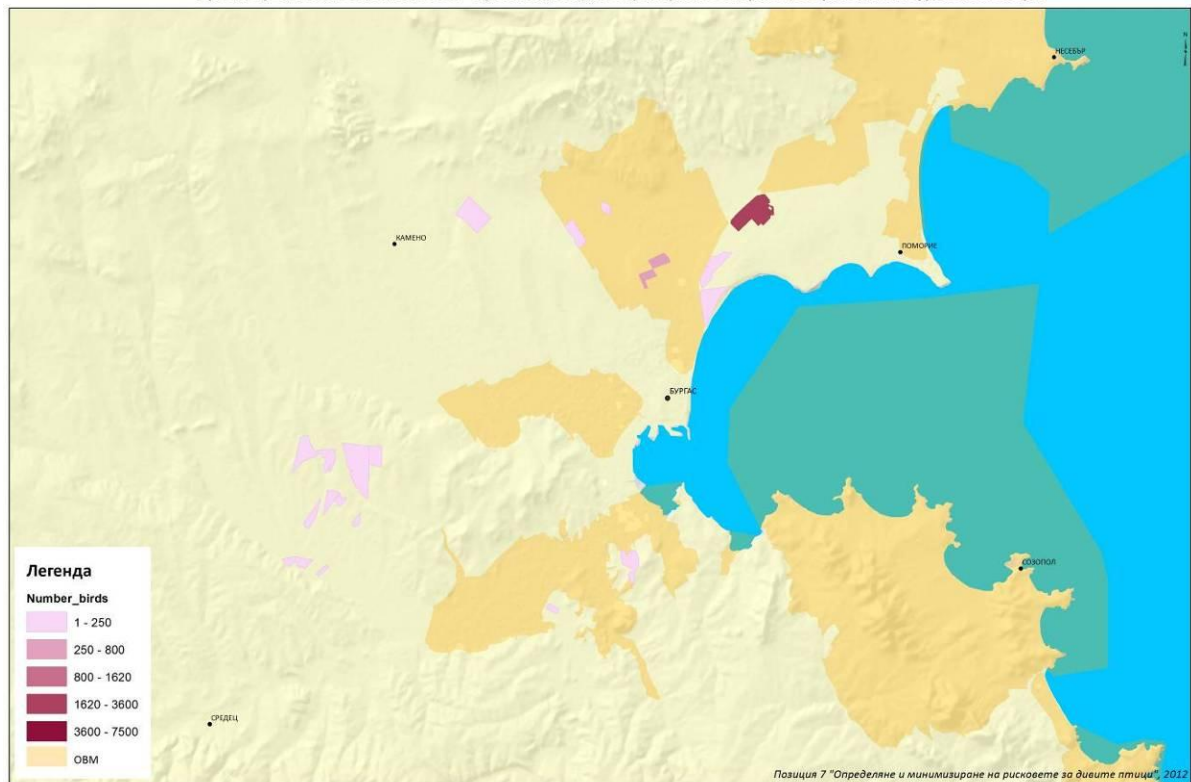 НЕСЕБЪР
КАМЕНО
ПОМОРИЕ
БУРГАС
СОЗОПОЛ
СРЕДЕЦ
Легенда
Number_birds
1 - 250
250 - 800
800 - 1620
1620 - 3600
3600 - 7500
ОВМ
Позиция 7 "Определяне и минимизиране на рисковете за дивите птици", 2012